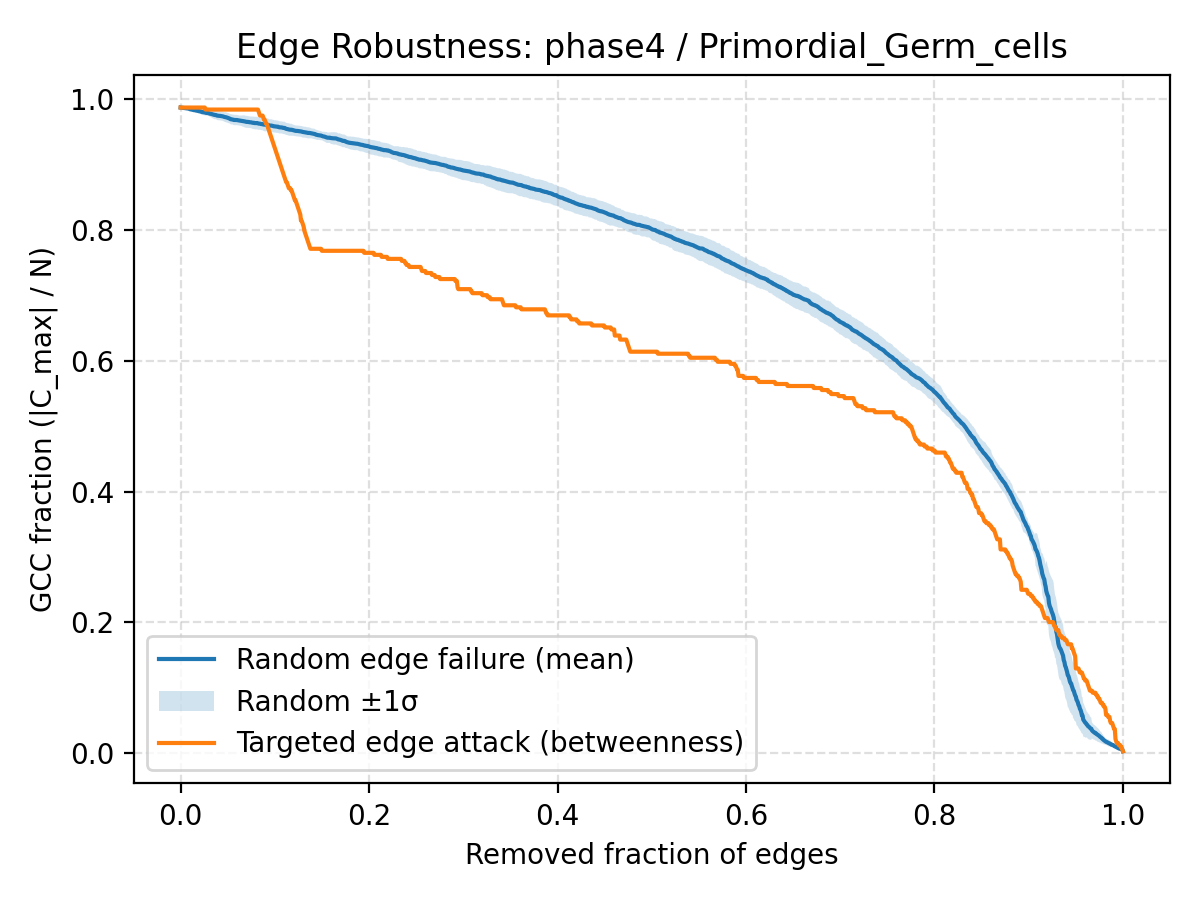 Edge Robustness: phase4 / Primordial_Germ_cells
GCC fraction (|C_max| / N)
1.0
0.8
0.6
0.4
0.2
0.0
Random edge failure (mean)
Random ±1σ
Targeted edge attack (betweenness)
0.0 0.2 0.4 0.6 0.8 1.0
Removed fraction of edges